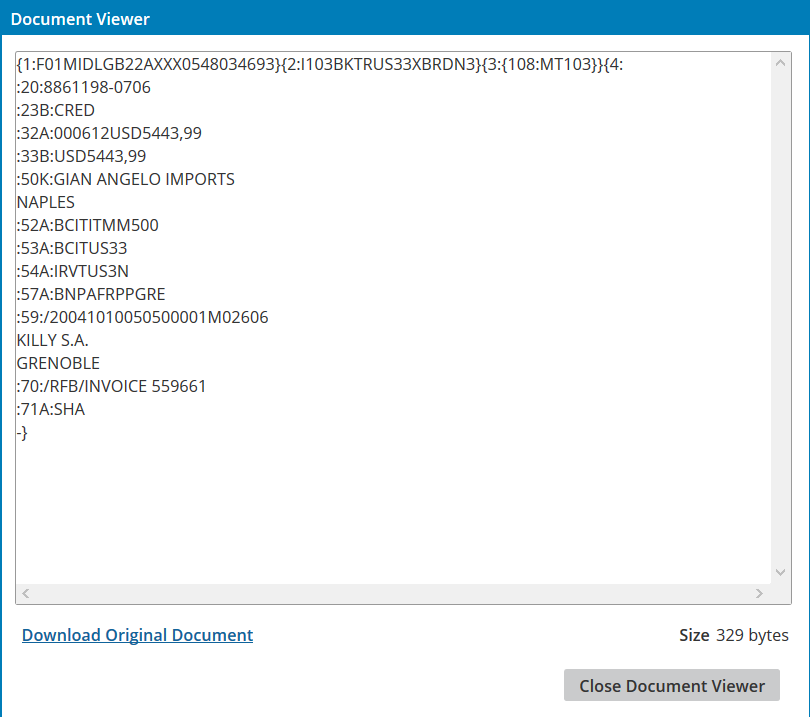 Document Viewer
{1:F01MIDLGB22AXXX0548034693}{2:I103BKTRUS33XBRDN3}{3:{108:MT103}}{4:
:20:8861198-0706
:23B:CRED
:32A:000612USD5443,99
:33B:USD5443,99
:50K:GIAN ANGELO IMPORTS
NAPLES
:52A:BCITITMM500
:53A:BCITUS33
:54A:IRVTUS3N
:57A:BNPAFRPPGRE
:59:/20041010050500001M02606
KILLY S.A.
GRENOBLE
:70:/RFB/INVOICE 559661
:71A:SHA
-}
Download Original Document
Size 329 bytes
Close Document Viewer